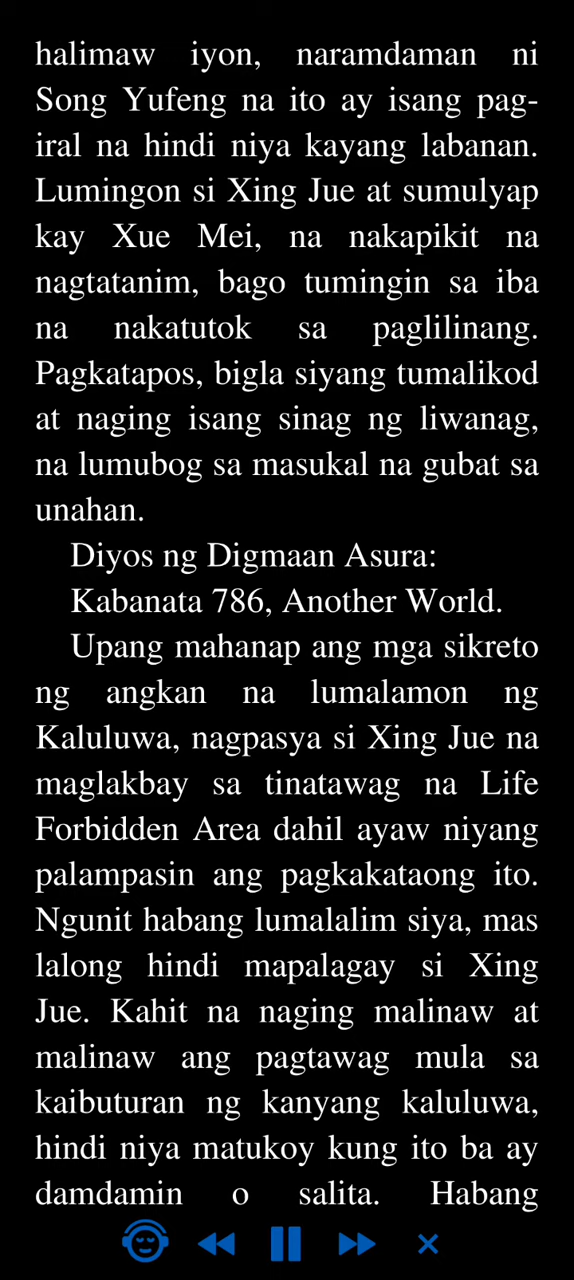 halimaw iyon, naramdaman ni
Song Yufeng na ito ay isang pag-
iral na hindi niya kayang labanan.
Lumingon si Xing Jue at sumulyap
kay Xue Mei, na nakapikit na
nagtatanim, bago tumingin sa iba
na nakatutok sa paglilinang.
Pagkatapos, bigla siyang tumalikod
at naging isang sinag ng liwanag,
na lumubog sa masukal na gubat sa
unahan.
Diyos ng Digmaan Asura:
Kabanata 786, Another World.
Upang mahanap ang mga sikreto
ng angkan na lumalamon ng
Kaluluwa, nagpasya si Xing Jue na
maglakbay sa tinatawag na Life
Forbidden Area dahil ayaw niyang
palampasin ang pagkakataong ito.
Ngunit habang lumalalim siya, mas
lalong hindi mapalagay si Xing
Jue. Kahit na naging malinaw at
malinaw ang pagtawag mula sa
kaibuturan ng kanyang kaluluwa,
hindi niya matukoy kung ito ba ay
damdamin o salita. Habang